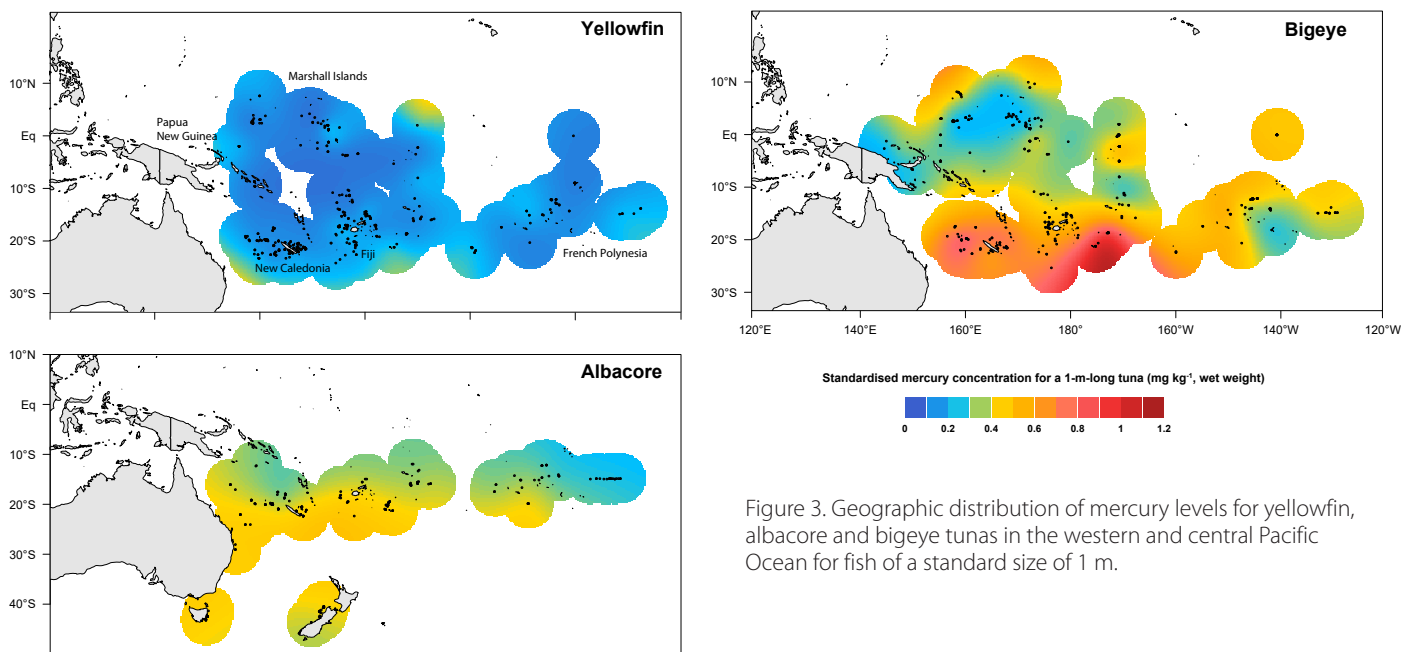 Yellowfin
10°N
Eq
10°S
20°S
30°S
Marshall Islands
Papua
New Guinea
New Caledonia
Fiji
French Polynesia
Bigeye
10°N
Eq
10°S
20°S
30°S
120°E
140°E
160°E
180°
160°W
140°W
120°W
Albacore
10°N
Eq
10°S
20°S
30°S
40°S
Standardised mercury concentration for a 1-m-long tuna (mg kg⁻¹, wet weight)
0 0.2 0.4 0.6 0.8 1 1.2
Figure 3. Geographic distribution of mercury levels for yellowfin,
albacore and bigeye tunas in the western and central Pacific
Ocean for fish of a standard size of 1 m.